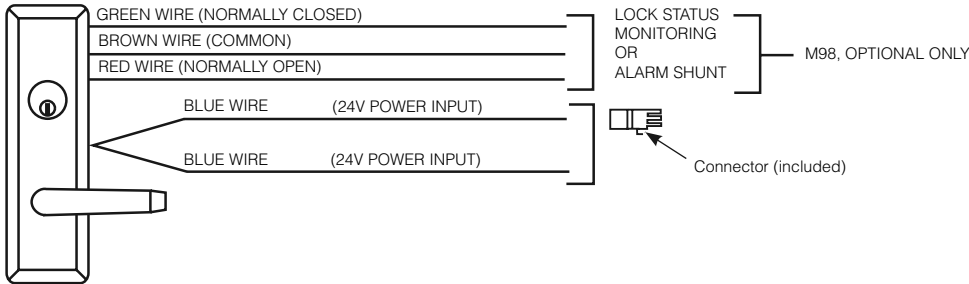 GREEN WIRE (NORMALLY CLOSED)
BROWN WIRE (COMMON)
RED WIRE (NORMALLY OPEN)
LOCK STATUS
MONITORING
OR
ALARM SHUNT
M98, OPTIONAL ONLY
BLUE WIRE (24V POWER INPUT)
BLUE WIRE (24V POWER INPUT)
Connector (included)